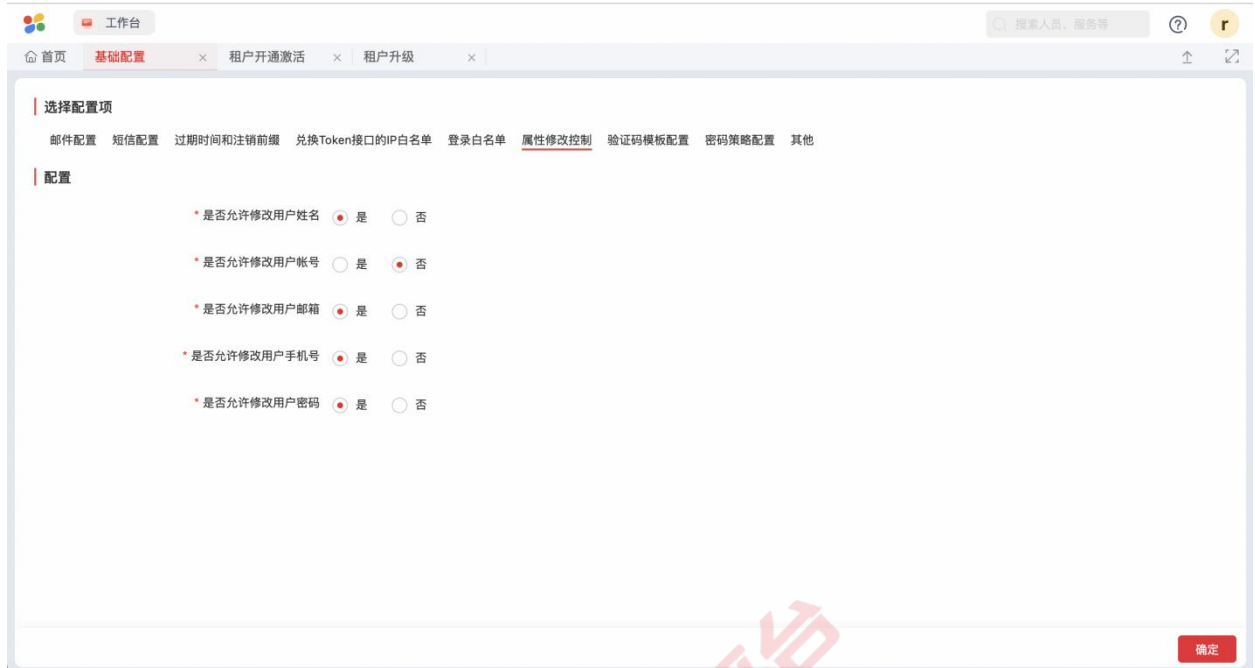 工作台
搜索人员、服务等
r
首页 基础配置 租户开通激活 租户升级
选择配置项
邮件配置 短信配置 过期时间和注销前缀 兑换Token接口的IP白名单 登录白名单 属性修改控制 验证码模板配置 密码策略配置 其他
配置
* 是否允许修改用户姓名 是 否
* 是否允许修改用户帐号 是 否
* 是否允许修改用户邮箱 是 否
* 是否允许修改用户手机号 是 否
* 是否允许修改用户密码 是 否
台
确定